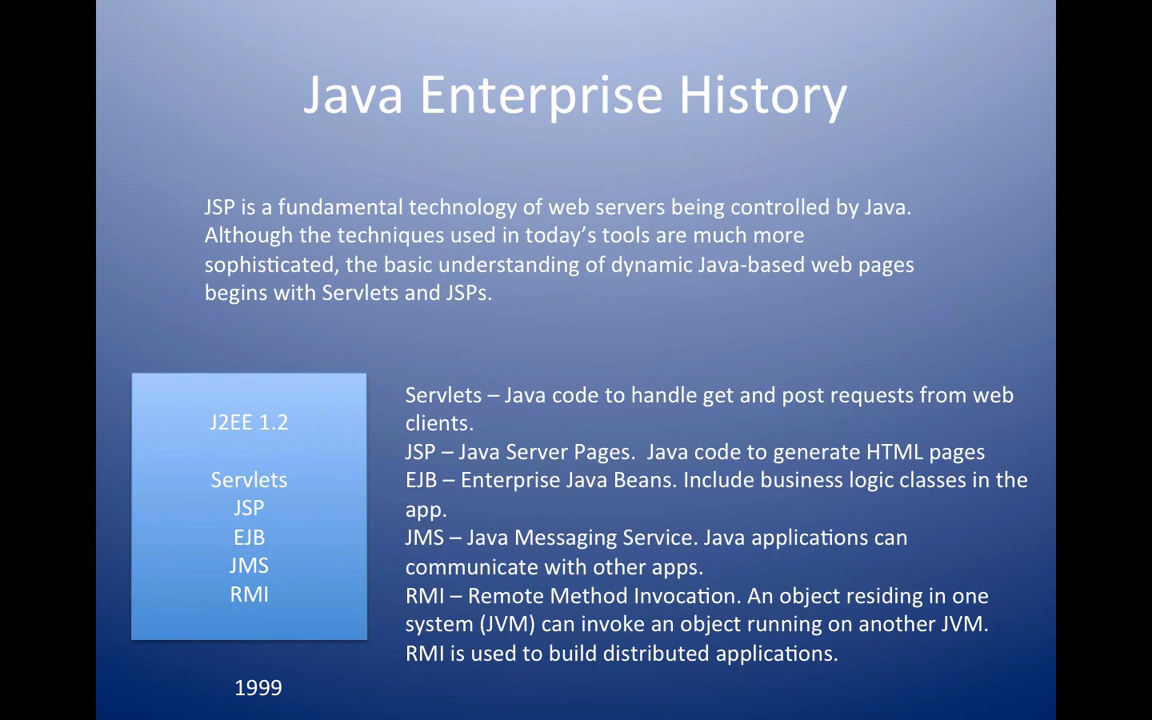 Java Enterprise History
JSP is a fundamental technology of web servers being controlled by Java.
Although the techniques used in today’s tools are much more
sophisticated, the basic understanding of dynamic Java-based web pages
begins with Servlets and JSPs.
J2EE 1.2
Servlets
JSP
EJB
JMS
RMI
1999
Servlets – Java code to handle get and post requests from web
clients.
JSP – Java Server Pages.  Java code to generate HTML pages
EJB – Enterprise Java Beans. Include business logic classes in the
app.
JMS – Java Messaging Service. Java applications can
communicate with other apps.
RMI – Remote Method Invocation. An object residing in one
system (JVM) can invoke an object running on another JVM.
RMI is used to build distributed applications.